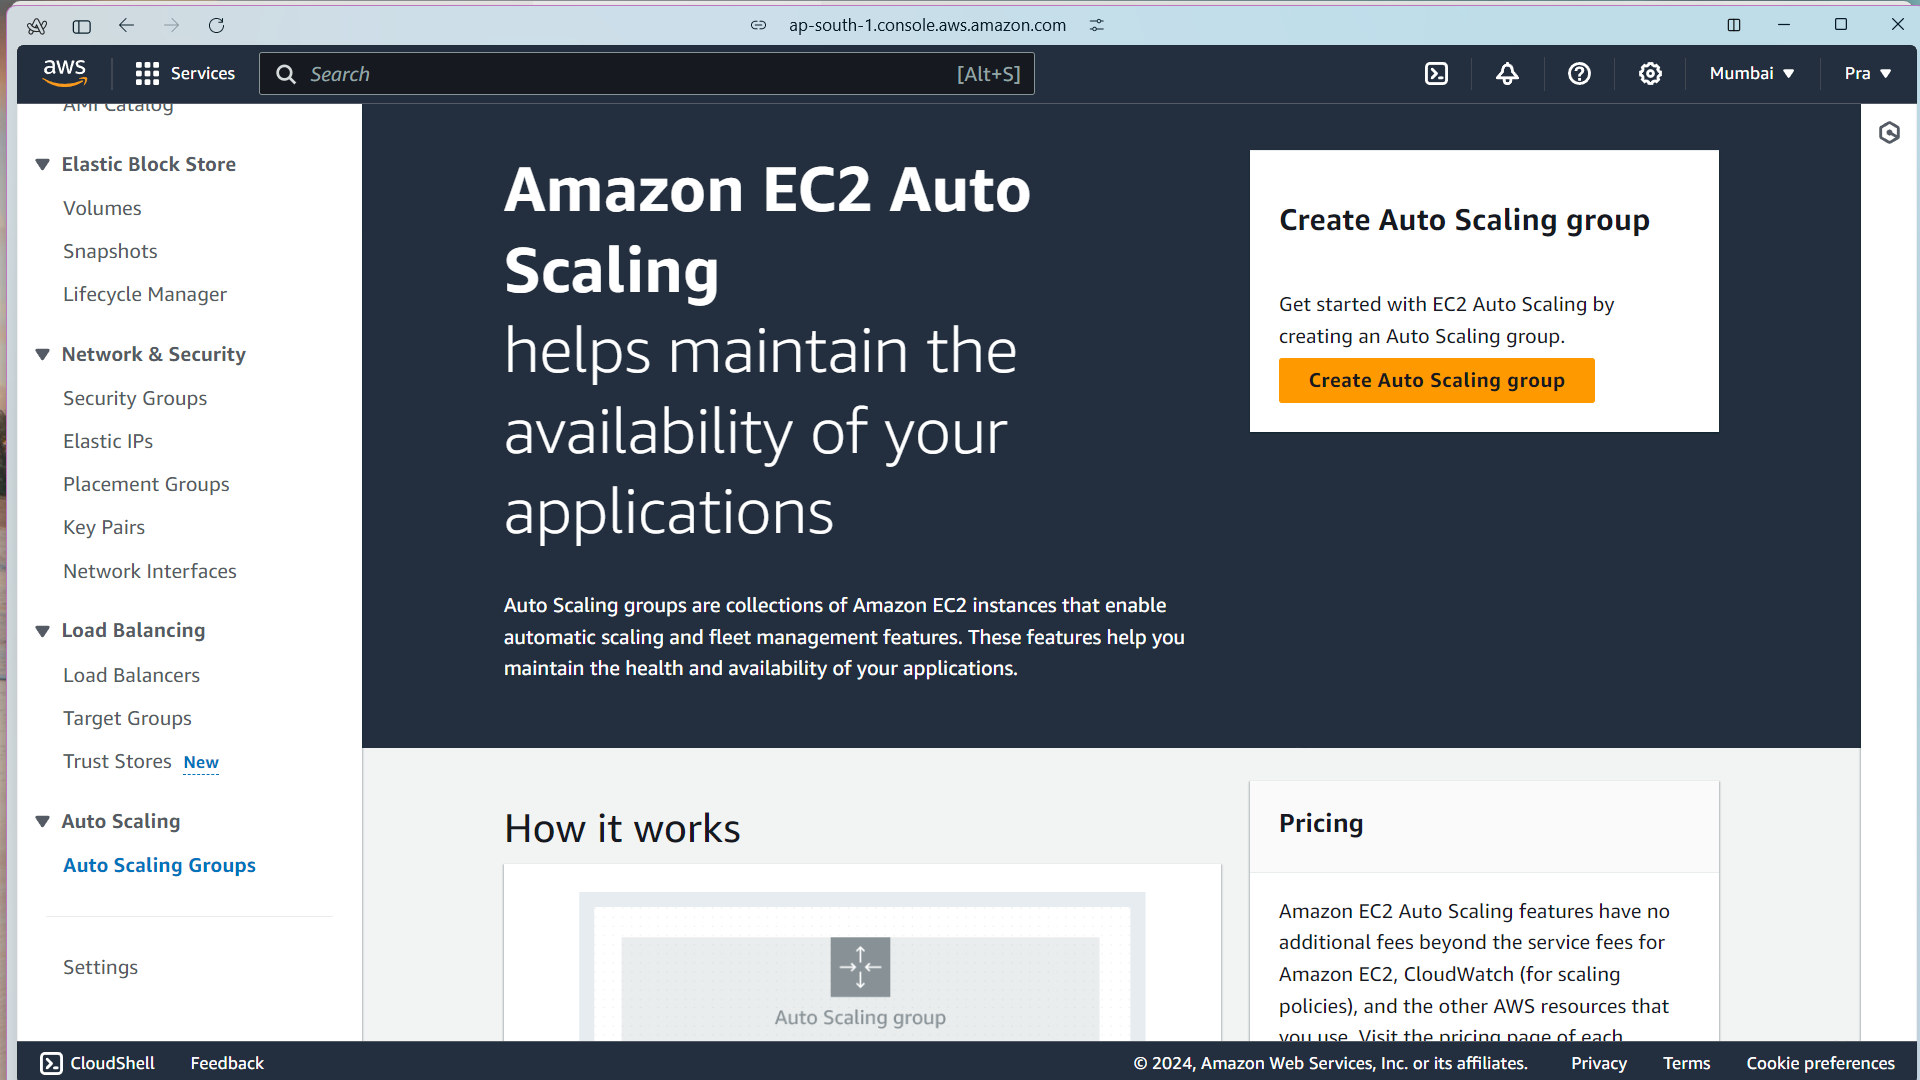 ap-south-1.console.aws.amazon.com
aws
Services
Search
[Alt+S]
Mumbai
Pra
AMI Catalog
Elastic Block Store
Volumes
Snapshots
Lifecycle Manager
Network & Security
Security Groups
Elastic IPs
Placement Groups
Key Pairs
Network Interfaces
Load Balancing
Load Balancers
Target Groups
Trust Stores New
Auto Scaling
Auto Scaling Groups
Settings
Amazon EC2 Auto
Scaling
helps maintain the
availability of your
applications
Auto Scaling groups are collections of Amazon EC2 instances that enable
automatic scaling and fleet management features. These features help you
maintain the health and availability of your applications.
Create Auto Scaling group
Get started with EC2 Auto Scaling by
creating an Auto Scaling group.
Create Auto Scaling group
How it works
Auto Scaling group
Pricing
Amazon EC2 Auto Scaling features have no
additional fees beyond the service fees for
Amazon EC2, CloudWatch (for scaling
policies), and the other AWS resources that
you use. Visit the pricing page of each
CloudShell
Feedback
© 2024, Amazon Web Services, Inc. or its affiliates.
Privacy
Terms
Cookie preferences